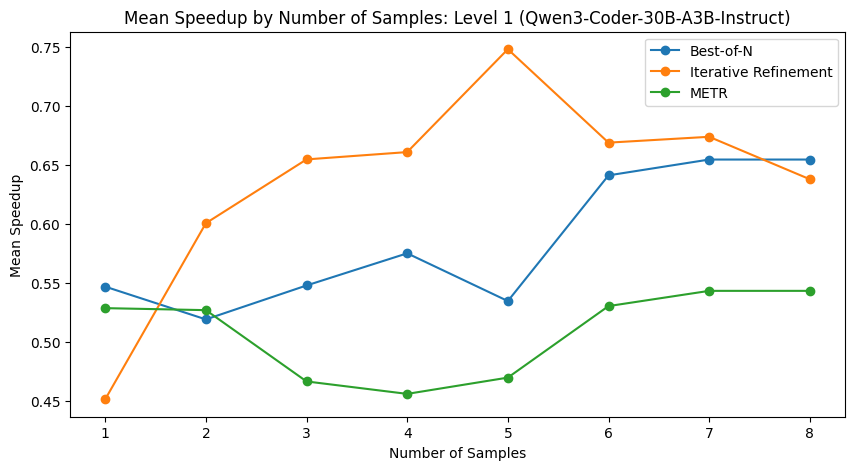 Mean Speedup by Number of Samples: Level 1 (Qwen3-Coder-30B-A3B-Instruct)
Best-of-N
Iterative Refinement
METR
Mean Speedup
0.75
0.70
0.65
0.60
0.55
0.50
0.45
1 2 3 4 5 6 7 8
Number of Samples